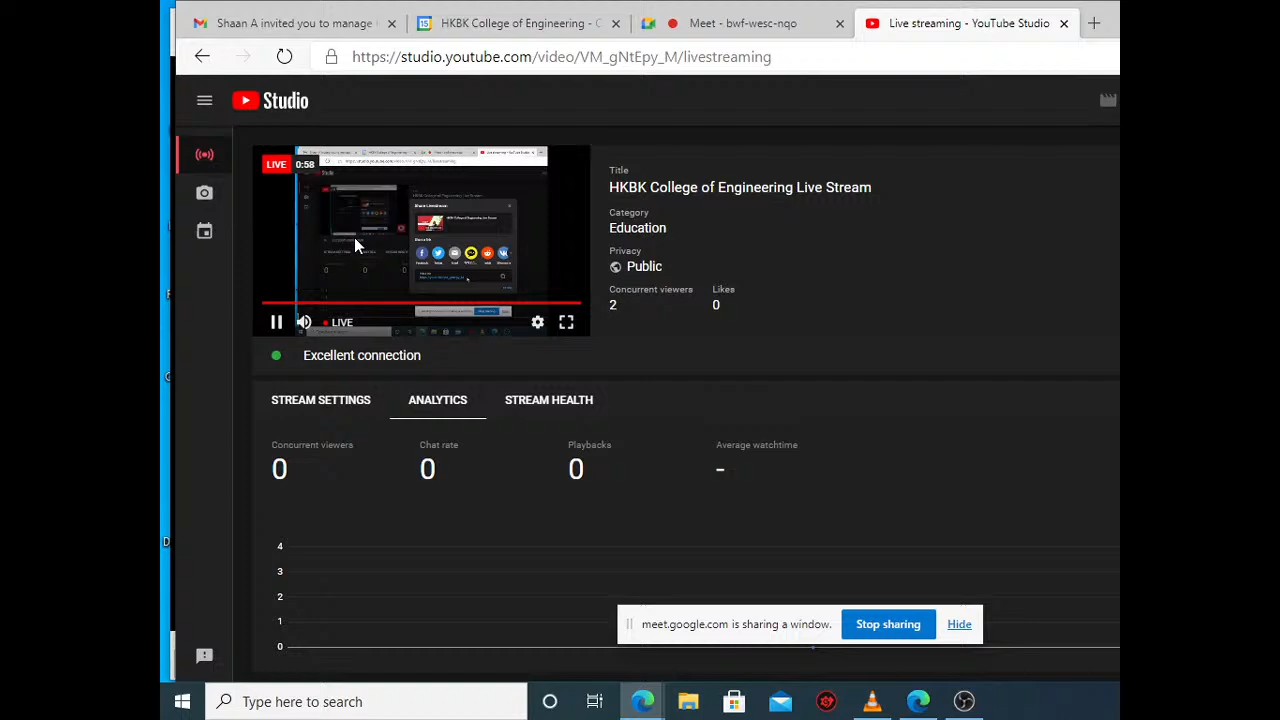 Shaan A invited you to manage
HKBK College of Engineering - C
Meet - bwf-wesc-nqo
Live streaming - YouTube Studio
https://studio.youtube.com/video/VM_gNtEpy_M/livestreaming
Studio
LIVE 0:58
LIVE
Title
HKBK College of Engineering Live Stream
Category
Education
Privacy
Public
Concurrent viewers Likes
2 0
Excellent connection
STREAM SETTINGS ANALYTICS STREAM HEALTH
Concurrent viewers Chat rate Playbacks Average watchtime
0 0 0 -
4
3
2
1
0
meet.google.com is sharing a window. Stop sharing Hide
Type here to search